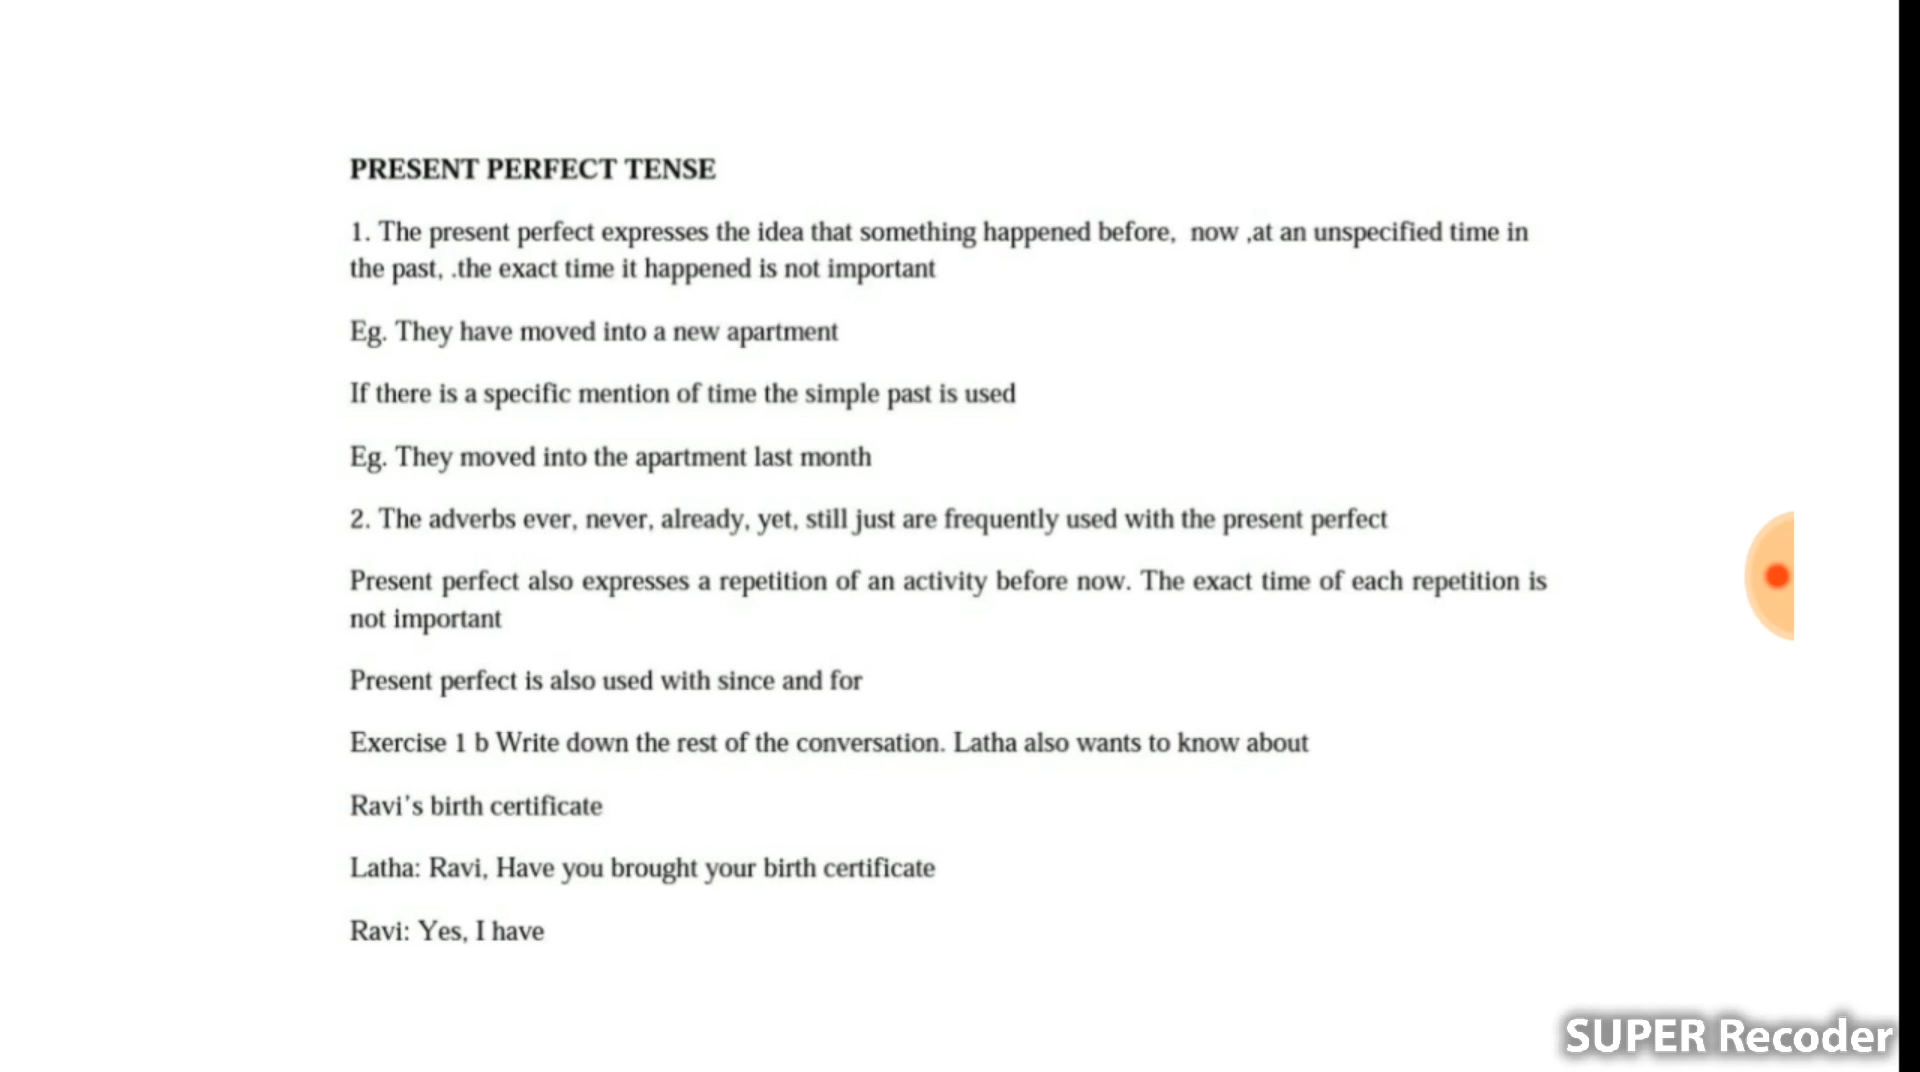 PRESENT PERFECT TENSE
1. The present perfect expresses the idea that something happened before, now ,at an unspecified time in
the past, .the exact time it happened is not important
Eg. They have moved into a new apartment
If there is a specific mention of time the simple past is used
Eg. They moved into the apartment last month
2. The adverbs ever, never, already, yet, still just are frequently used with the present perfect
Present perfect also expresses a repetition of an activity before now. The exact time of each repetition is
not important
Present perfect is also used with since and for
Exercise 1 b Write down the rest of the conversation. Latha also wants to know about
Ravi's birth certificate
Latha: Ravi, Have you brought your birth certificate
Ravi: Yes, I have
SUPER Recoder